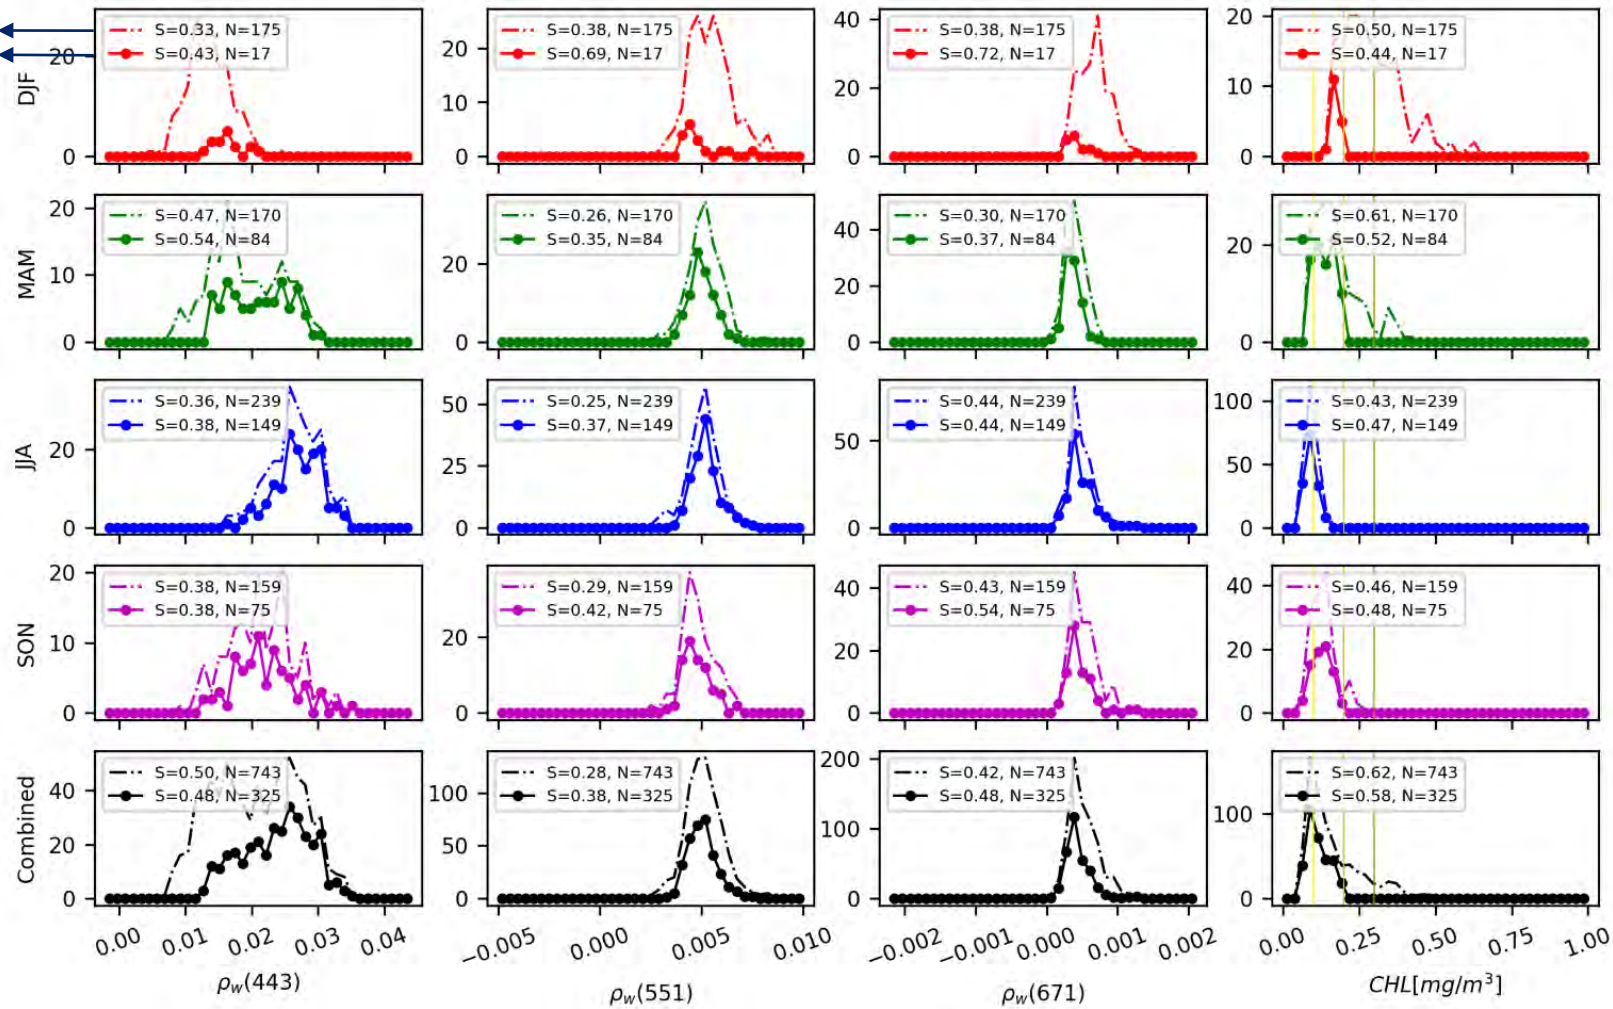 DJF
20
0
S=0.33, N=175
S=0.43, N=17
20
10
0
S=0.38, N=175
S=0.69, N=17
40
20
0
S=0.38, N=175
S=0.72, N=17
20
10
0
S=0.50, N=175
S=0.44, N=17
MAM
20
10
0
S=0.47, N=170
S=0.54, N=84
20
0
S=0.26, N=170
S=0.35, N=84
40
20
0
S=0.30, N=170
S=0.37, N=84
20
0
S=0.61, N=170
S=0.52, N=84
JJA
20
0
S=0.36, N=239
S=0.38, N=149
50
25
0
S=0.25, N=239
S=0.37, N=149
50
0
S=0.44, N=239
S=0.44, N=149
100
50
0
S=0.43, N=239
S=0.47, N=149
SON
20
10
0
S=0.38, N=159
S=0.38, N=75
20
0
S=0.29, N=159
S=0.42, N=75
40
20
0
S=0.43, N=159
S=0.54, N=75
40
20
0
S=0.46, N=159
S=0.48, N=75
Combined
40
20
0
S=0.50, N=743
S=0.48, N=325
100
50
0
S=0.28, N=743
S=0.38, N=325
200
100
0
S=0.42, N=743
S=0.48, N=325
100
0
S=0.62, N=743
S=0.58, N=325
0.00 0.01 0.02 0.03 0.04
ρw(443)
−0.005 0.000 0.005 0.010
ρw(551)
−0.002 −0.001 0.000 0.001 0.002
ρw(671)
0.00 0.25 0.50 0.75 1.00
CHL[mg/m³]